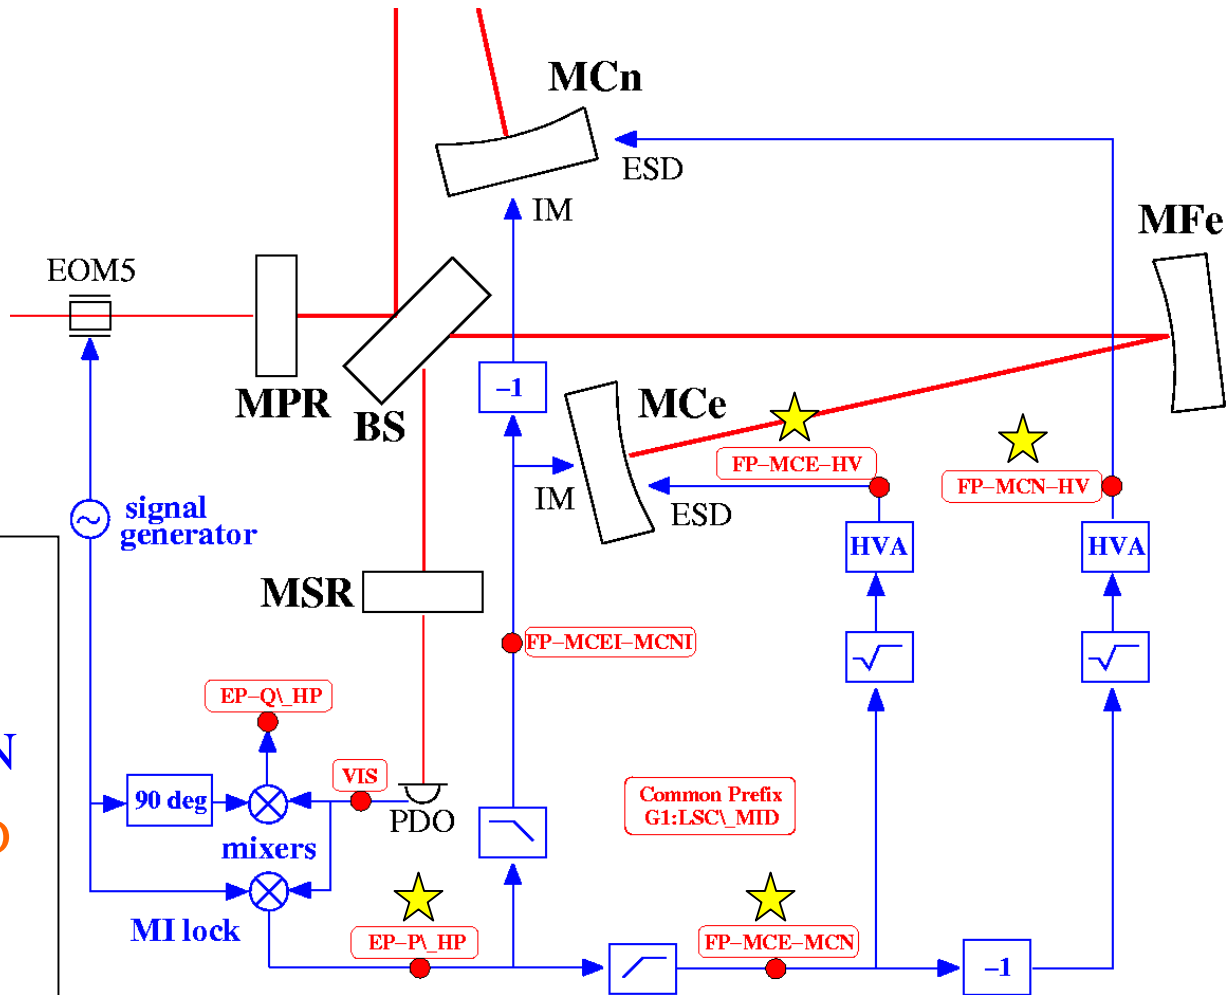 MCn
ESD
IM
MFe
EOM5
MPR
BS
–1
MCe
FP–MCE–HV
FP–MCN–HV
IM
ESD
signal
generator
HVA
HVA
MSR
FP–MCEI–MCNI
EP–Q\_HP
N
VIS
90 deg
PDO
Common Prefix
G1:LSC\_MID
mixers
MI lock
EP–P\_HP
FP–MCE–MCN
–1